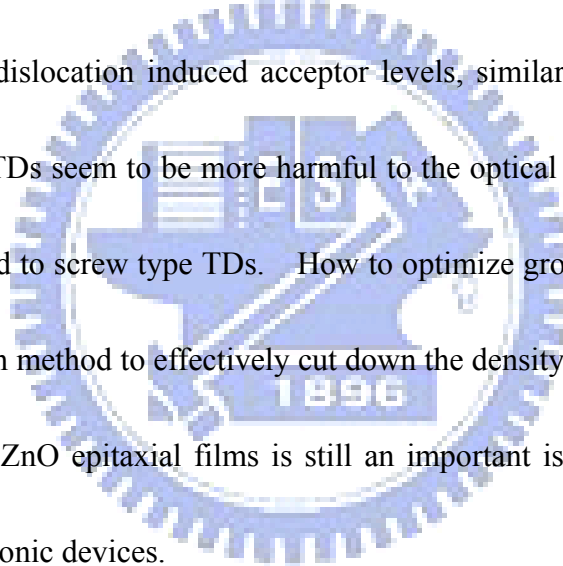 dislocation induced acceptor levels, similar
TDs seem to be more harmful to the optical
d to screw type TDs. How to optimize gro
n method to effectively cut down the density
1896
ZnO epitaxial films is still an important is
onic devices.